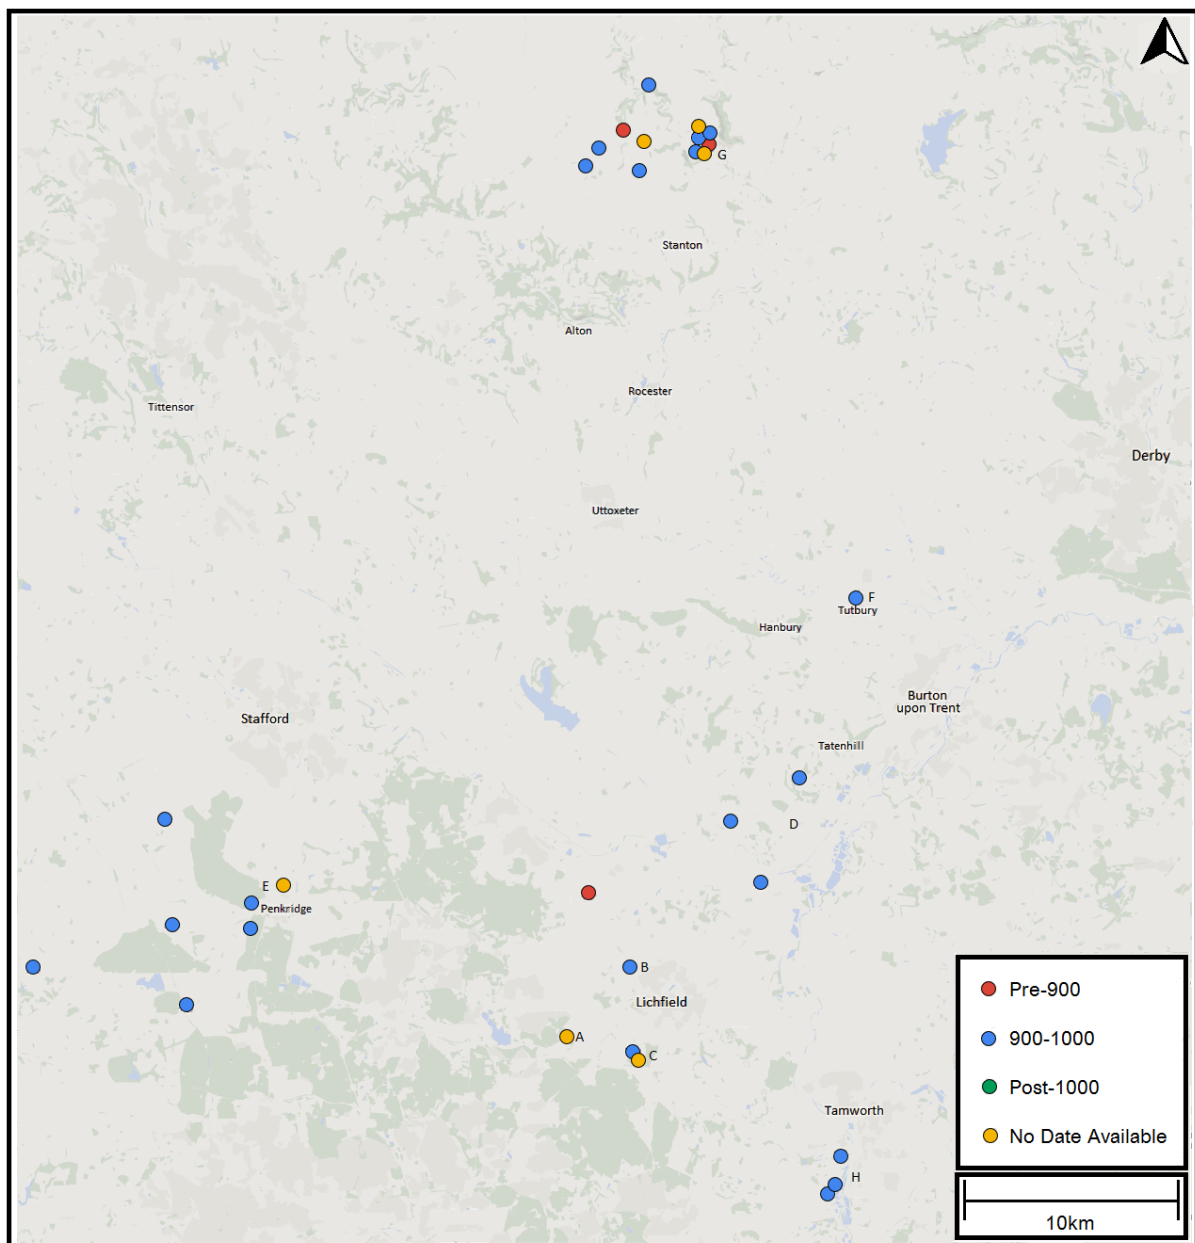 G
Stanton
Alton
Rocester
Tittensor
Derby
Uttoxeter
F
Tutbury
Hanbury
Burton
upon Trent
Stafford
Tatenhill
D
E
Penkridge
B
Lichfield
A
C
Tamworth
H
Pre-900
900-1000
Post-1000
No Date Available
10km